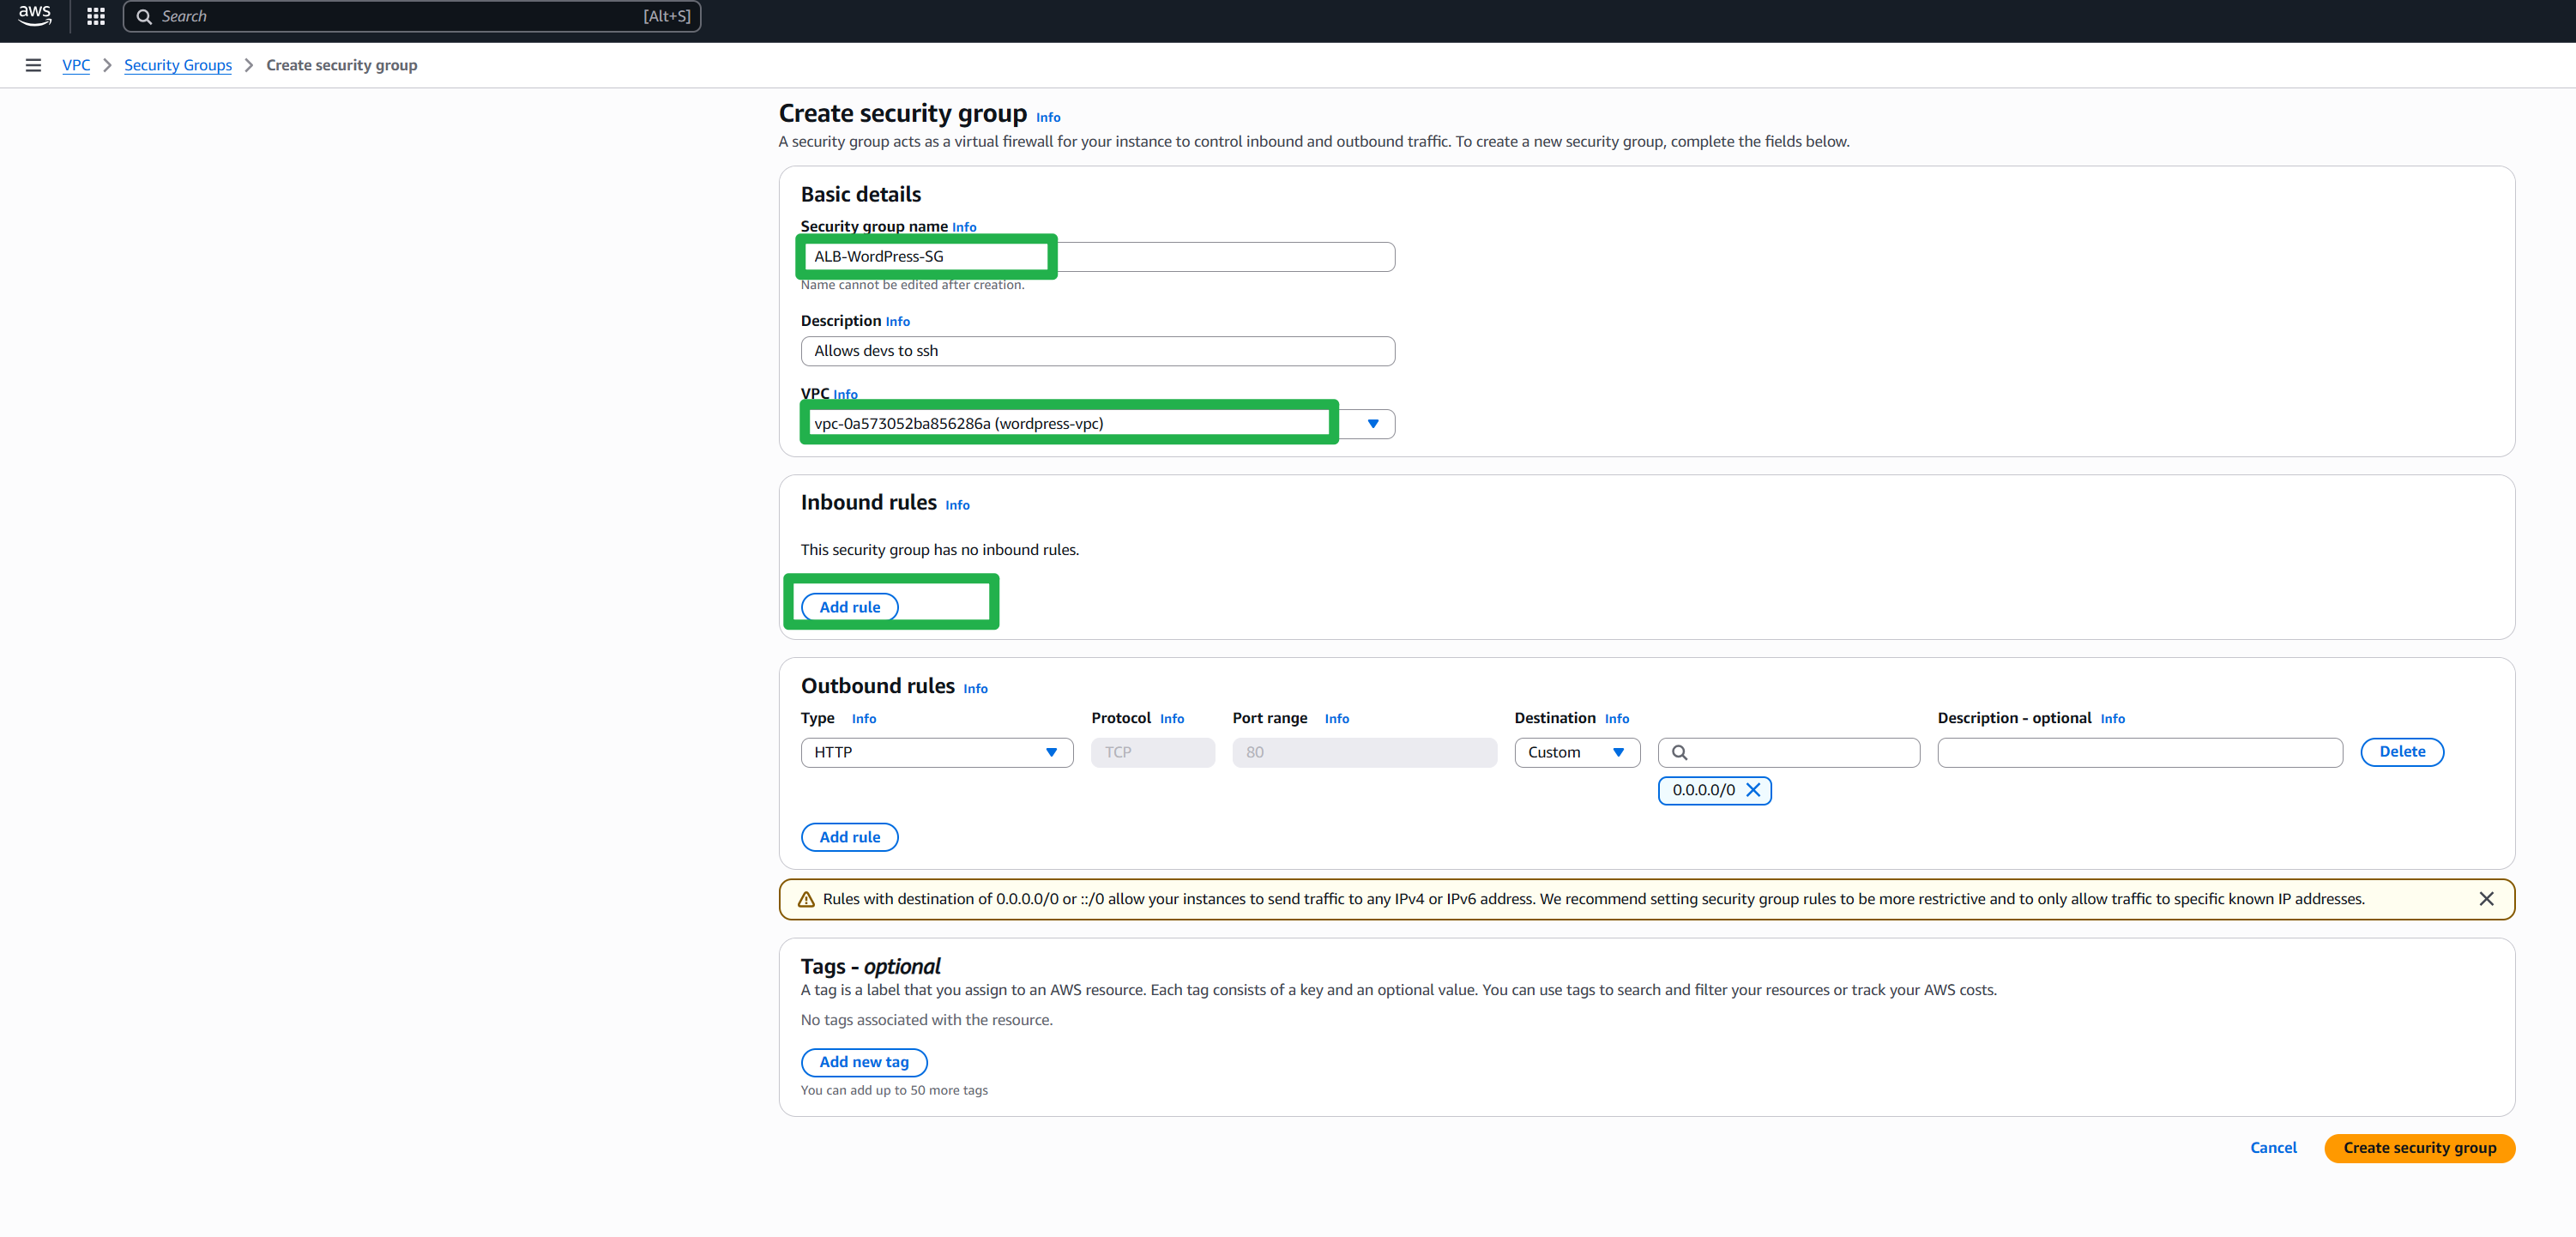 aws
Search [Alt+S]
VPC > Security Groups > Create security group
Create security group Info
A security group acts as a virtual firewall for your instance to control inbound and outbound traffic. To create a new security group, complete the fields below.
Basic details
Security group name Info
ALB-WordPress-SG
Name cannot be edited after creation.
Description Info
Allows devs to ssh
VPC Info
vpc-0a573052ba856286a (wordpress-vpc)
Inbound rules Info
This security group has no inbound rules.
Add rule
Outbound rules Info
Type Info Protocol Info Port range Info Destination Info Description - optional Info
HTTP TCP 80 Custom Delete
0.0.0.0/0
Add rule
Rules with destination of 0.0.0.0/0 or ::/0 allow your instances to send traffic to any IPv4 or IPv6 address. We recommend setting security group rules to be more restrictive and to only allow traffic to specific known IP addresses.
Tags - optional
A tag is a label that you assign to an AWS resource. Each tag consists of a key and an optional value. You can use tags to search and filter your resources or track your AWS costs.
No tags associated with the resource.
Add new tag
You can add up to 50 more tags
Cancel Create security group